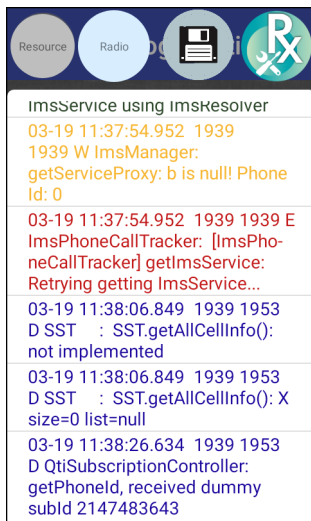 Resource
Radio
og
ti
Rx
ImsService using ImsResolver
03-19 11:37:54.952  1939
1939 W ImsManager:
getServiceProxy: b is null! Phone
Id: 0
03-19 11:37:54.952  1939 1939 E
ImsPhoneCallTracker:  [ImsPho-
neCallTracker] getImsService:
Retrying getting ImsService...
03-19 11:38:06.849  1939 1953
D SST     :  SST.getAllCellInfo():
not implemented
03-19 11:38:06.849  1939 1953
D SST     :  SST.getAllCellInfo(): X
size=0 list=null
03-19 11:38:26.634  1939 1953
D QtiSubscriptionController:
getPhoneId, received dummy
subId 2147483643